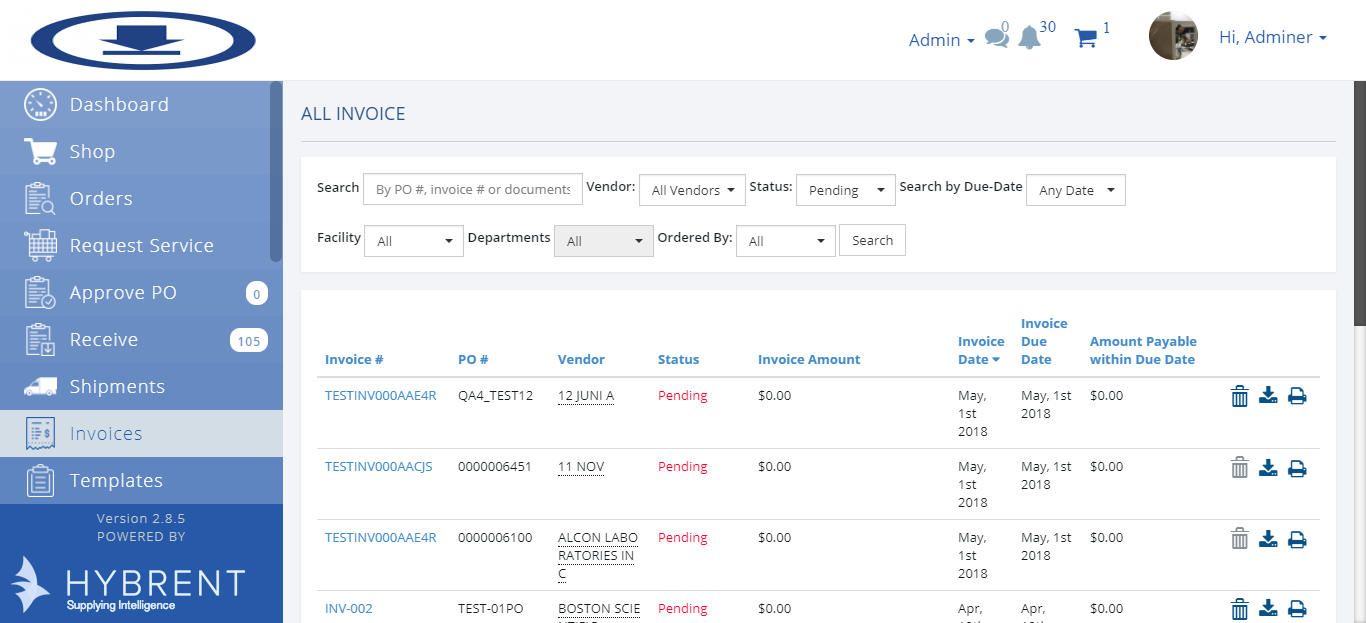 Admin
0
30
1
Hi, Adminer
Dashboard
Shop
Orders
Request Service
Approve PO 0
Receive 105
Shipments
Invoices
Templates
Version 2.8.5
POWERED BY
HYBRENT
Supplying Intelligence
ALL INVOICE
Search By PO #, invoice # or documents Vendor: All Vendors Status: Pending Search by Due-Date Any Date
Facility All Departments All Ordered By: All Search
Invoice # PO # Vendor Status Invoice Amount Invoice Date Invoice Due Date Amount Payable within Due Date
TESTINV000AAE4R QA4_TEST12 12 JUNI A Pending $0.00 May, 1st 2018 May, 1st 2018 $0.00
TESTINV000AACJS 0000006451 11 NOV Pending $0.00 May, 1st 2018 May, 1st 2018 $0.00
TESTINV000AAE4R 0000006100 ALCON LABO RATORIES IN C Pending $0.00 May, 1st 2018 May, 1st 2018 $0.00
INV-002 TEST-01PO BOSTON SCIE Pending $0.00 Apr, Apr, $0.00